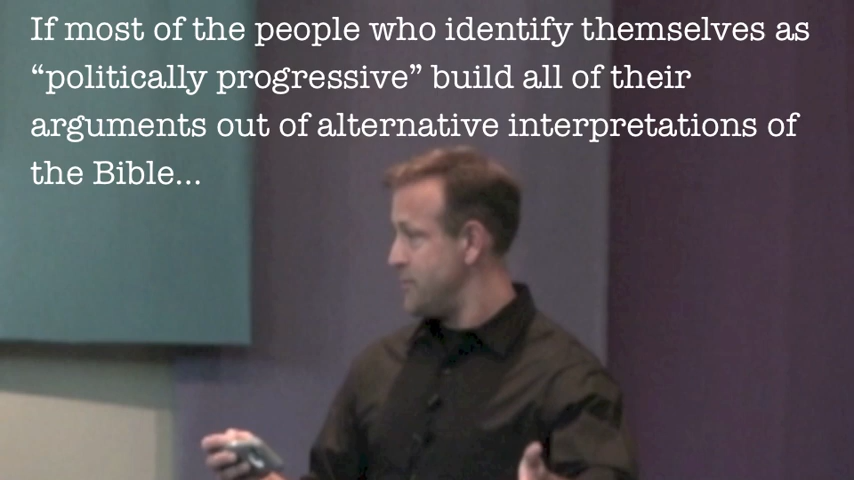 If most of the people who identify themselves as
“politically progressive” build all of their
arguments out of alternative interpretations of
the Bible...